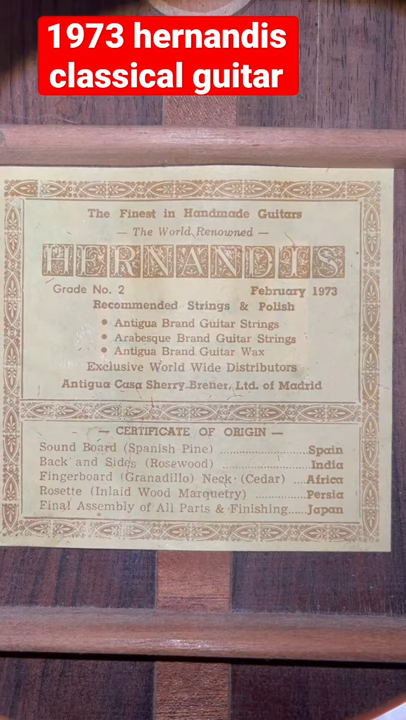 1973 hernandis
classical guitar
The Finest in Handmade Guitars
— The World Renowned —
HERNANDIS
Grade No. 2 February 1973
Recommended Strings & Polish
• Antigua Brand Guitar Strings
• Arabesque Brand Guitar Strings
• Antigua Brand Guitar Wax
Exclusive World Wide Distributors
Antigua Casa Sherry-Brener, Ltd. of Madrid
— CERTIFICATE OF ORIGIN —
Sound Board (Spanish Pine) ........................Spain
Back and Sides (Rosewood) ........................India
Fingerboard (Granadillo) Neck (Cedar) ....Africa
Rosette (Inlaid Wood Marquetry) ..............Persia
Final Assembly of All Parts & Finishing.....Japan